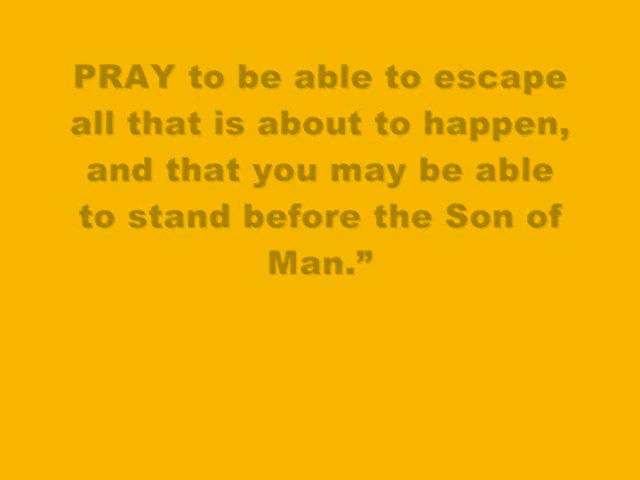 PRAY to be able to escape
all that is about to happen,
and that you may be able
to stand before the Son of
Man.”